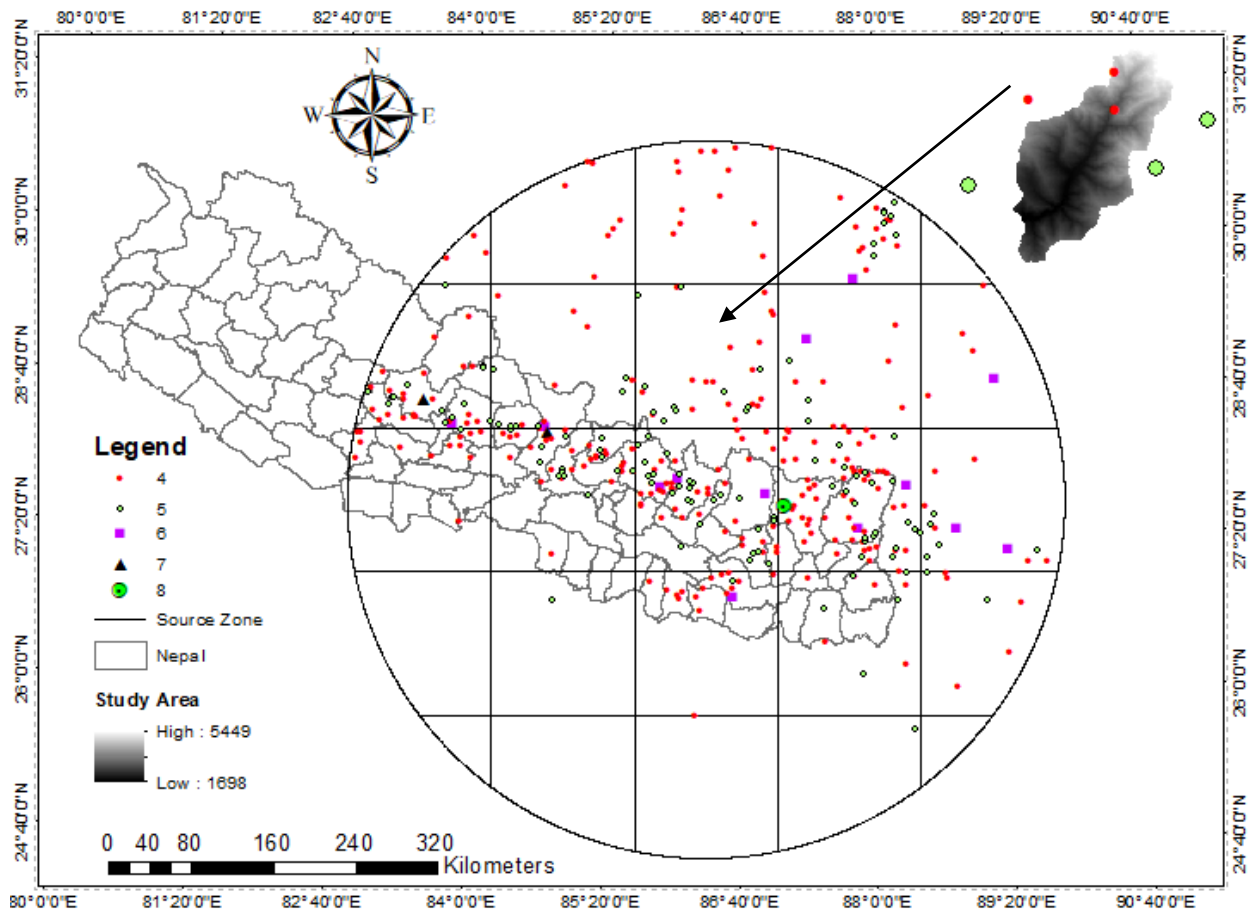 80°0'0"E 81°20'0"E 82°40'0"E 84°0'0"E 85°20'0"E 86°40'0"E 88°0'0"E 89°20'0"E 90°40'0"E
31°20'0"N
30°0'0"N
28°40'0"N
27°20'0"N
26°0'0"N
24°40'0"N
N
W E
S
Legend
4
5
6
7
8
Source Zone
Nepal
Study Area
High : 5449
Low : 1698
0 40 80 160 240 320
Kilometers
31°20'0"N
30°0'0"N
28°40'0"N
27°20'0"N
26°0'0"N
24°40'0"N
80°0'0"E 81°20'0"E 82°40'0"E 84°0'0"E 85°20'0"E 86°40'0"E 88°0'0"E 89°20'0"E 90°40'0"E